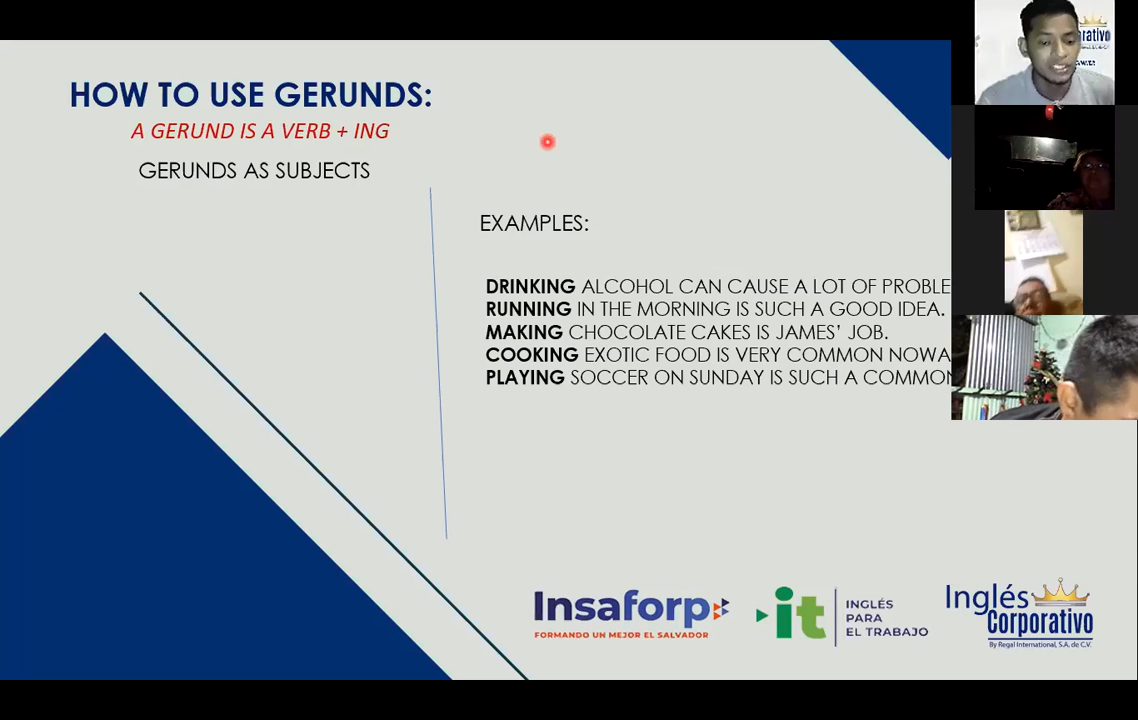 HOW TO USE GERUNDS:
A GERUND IS A VERB + ING
GERUNDS AS SUBJECTS
EXAMPLES:
DRINKING ALCOHOL CAN CAUSE A LOT OF PROBLE
RUNNING IN THE MORNING IS SUCH A GOOD IDEA.
MAKING CHOCOLATE CAKES IS JAMES' JOB.
COOKING EXOTIC FOOD IS VERY COMMON NOWA
PLAYING SOCCER ON SUNDAY IS SUCH A COMMON
Insaforp
FORMANDO UN MEJOR EL SALVADOR
it
INGLÉS
PARA
EL TRABAJO
Inglés
Corporativo
By Regal International, S.A. de C.V.